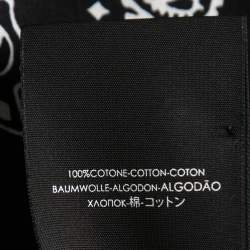 100%COTONE-COTTON-COTON
BAUMWOLLE-ALGODON-ALGODÃO
ХЛОПОК-棉-コットン